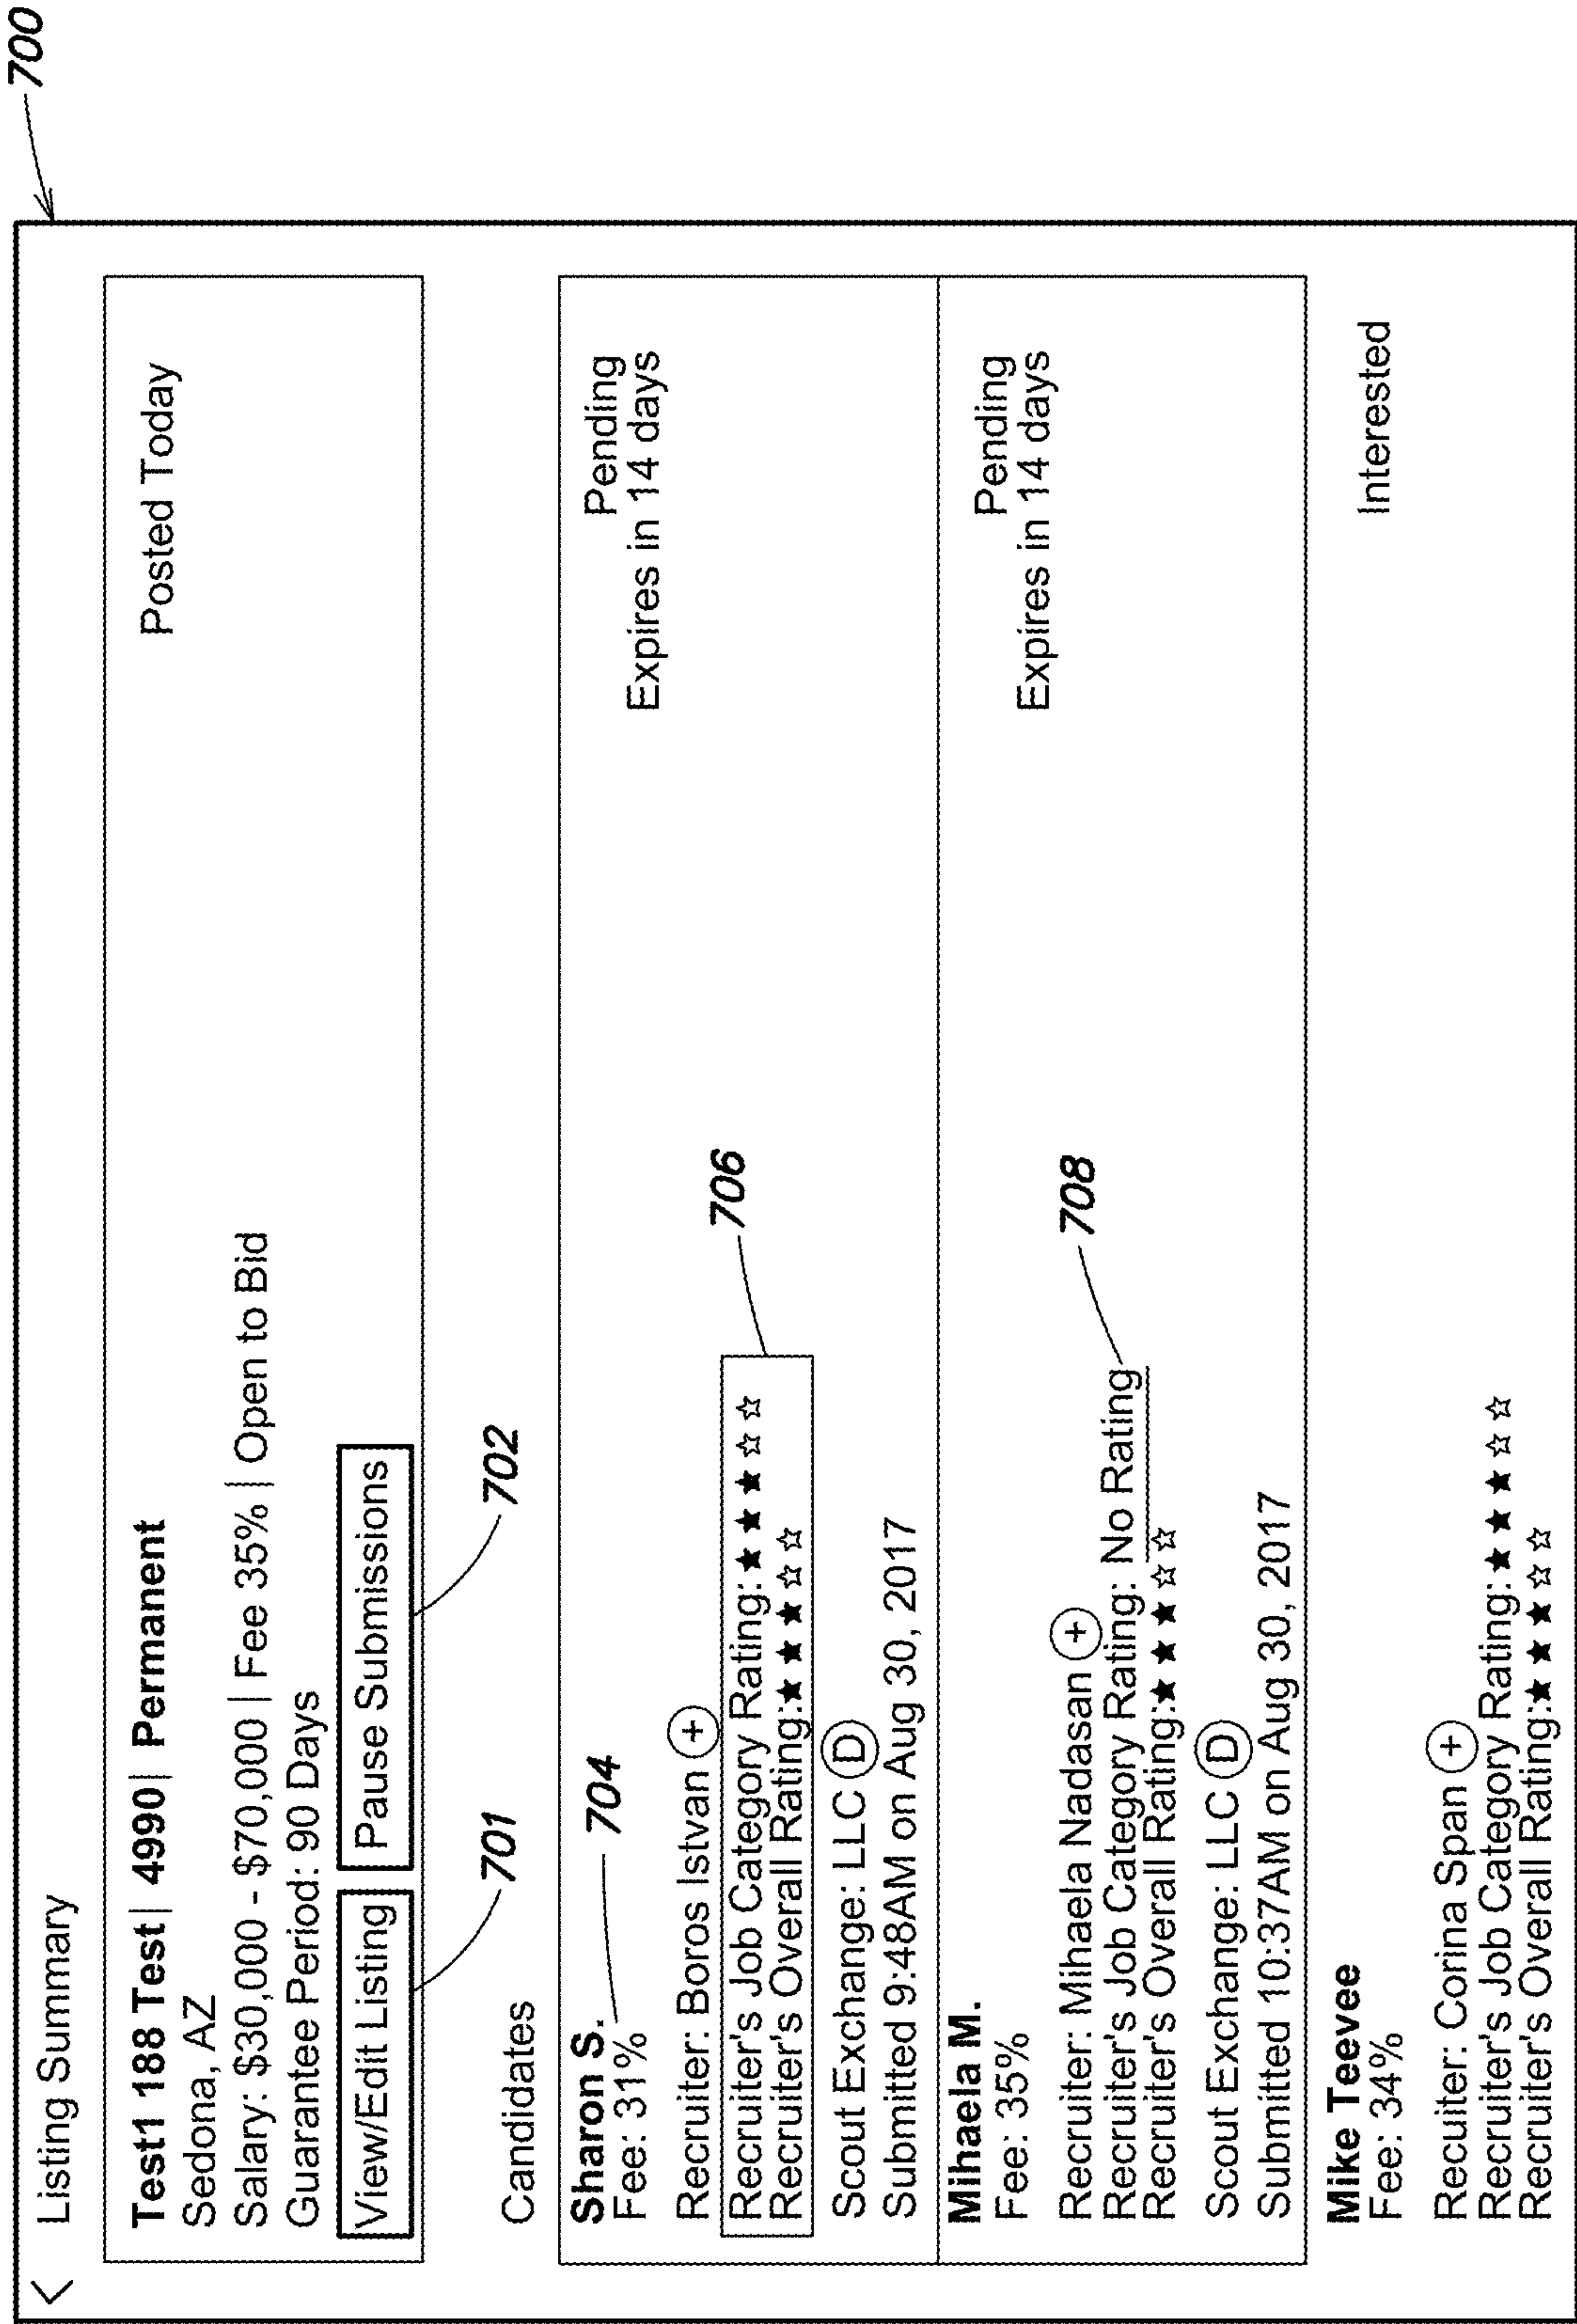 700
< Listing Summary
Test1 188 Test | 4990 | Permanent
Posted Today
Sedona, AZ
Salary: $30,000 - $70,000 | Fee 35% | Open to Bid
Guarantee Period: 90 Days
View/Edit Listing
Pause Submissions
701
702
Candidates
Sharon S.
704
Pending
Fee: 31%
Expires in 14 days
Recruiter: Boros Istvan +
706
Recruiter's Job Category Rating: ★ ★ ★ ☆ ☆
Recruiter's Overall Rating: ★ ★ ★ ☆ ☆
Scout Exchange: LLC D
Submitted 9:48AM on Aug 30, 2017
Mihaela M.
Pending
Fee: 35%
Expires in 14 days
Recruiter: Mihaela Nadasan +
708
Recruiter's Job Category Rating: No Rating
Recruiter's Overall Rating: ★ ★ ★ ☆ ☆
Scout Exchange: LLC D
Submitted 10:37AM on Aug 30, 2017
Mike Teevee
Interested
Fee: 34%
Recuiter: Corina Span +
Recruiter's Job Category Rating: ★ ★ ★ ☆ ☆
Recruiter's Overall Rating: ★ ★ ★ ☆ ☆